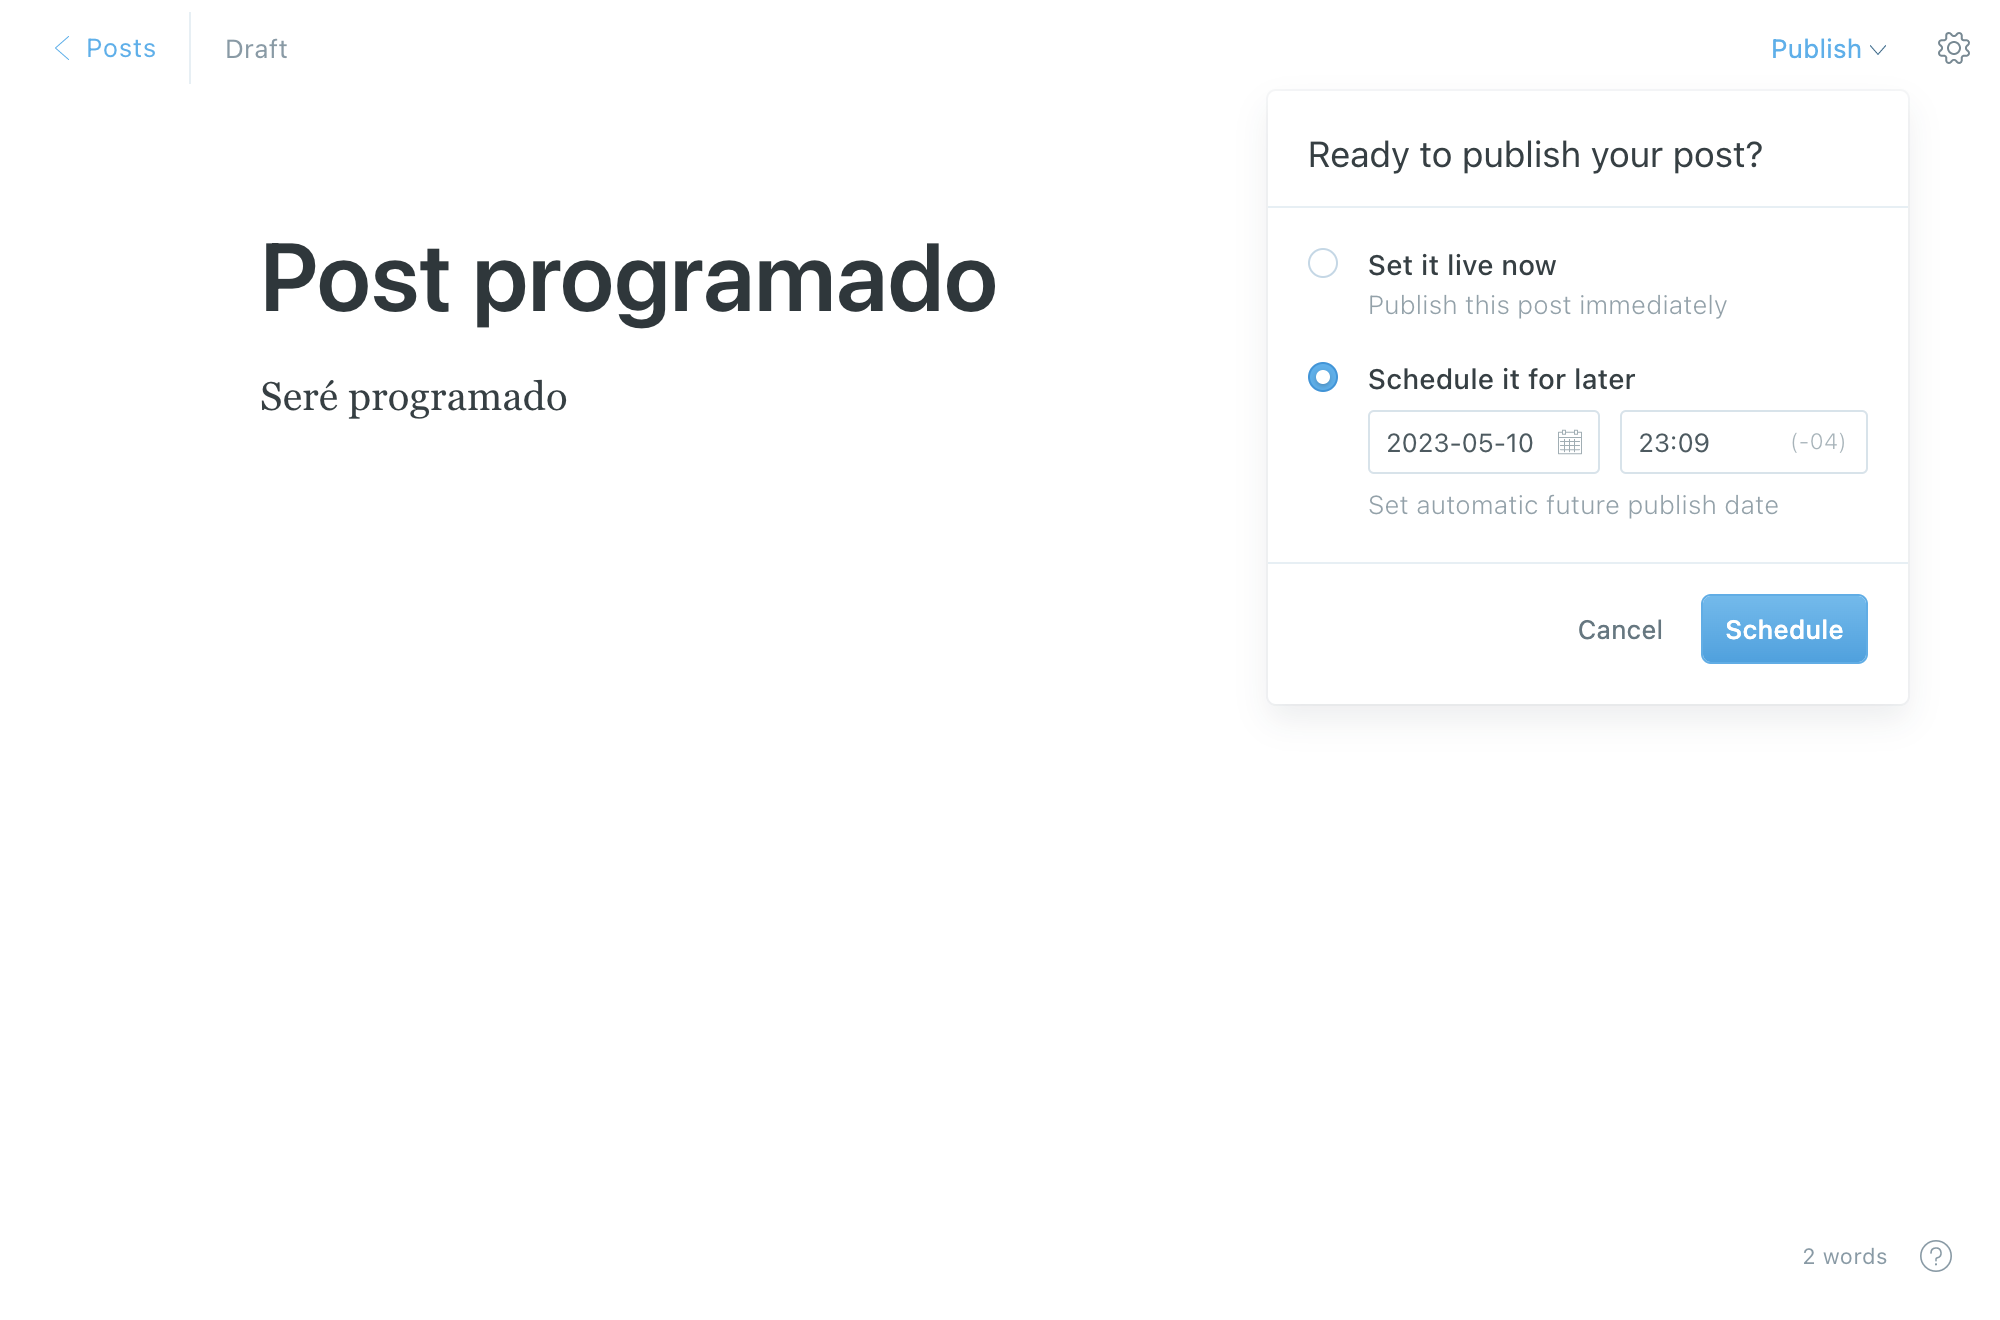 Posts
Draft
Publish
Ready to publish your post?
Post programado
Seré programado
Set it live now
Publish this post immediately
Schedule it for later
2023-05-10
23:09 (-04)
Set automatic future publish date
Cancel
Schedule
2 words
?